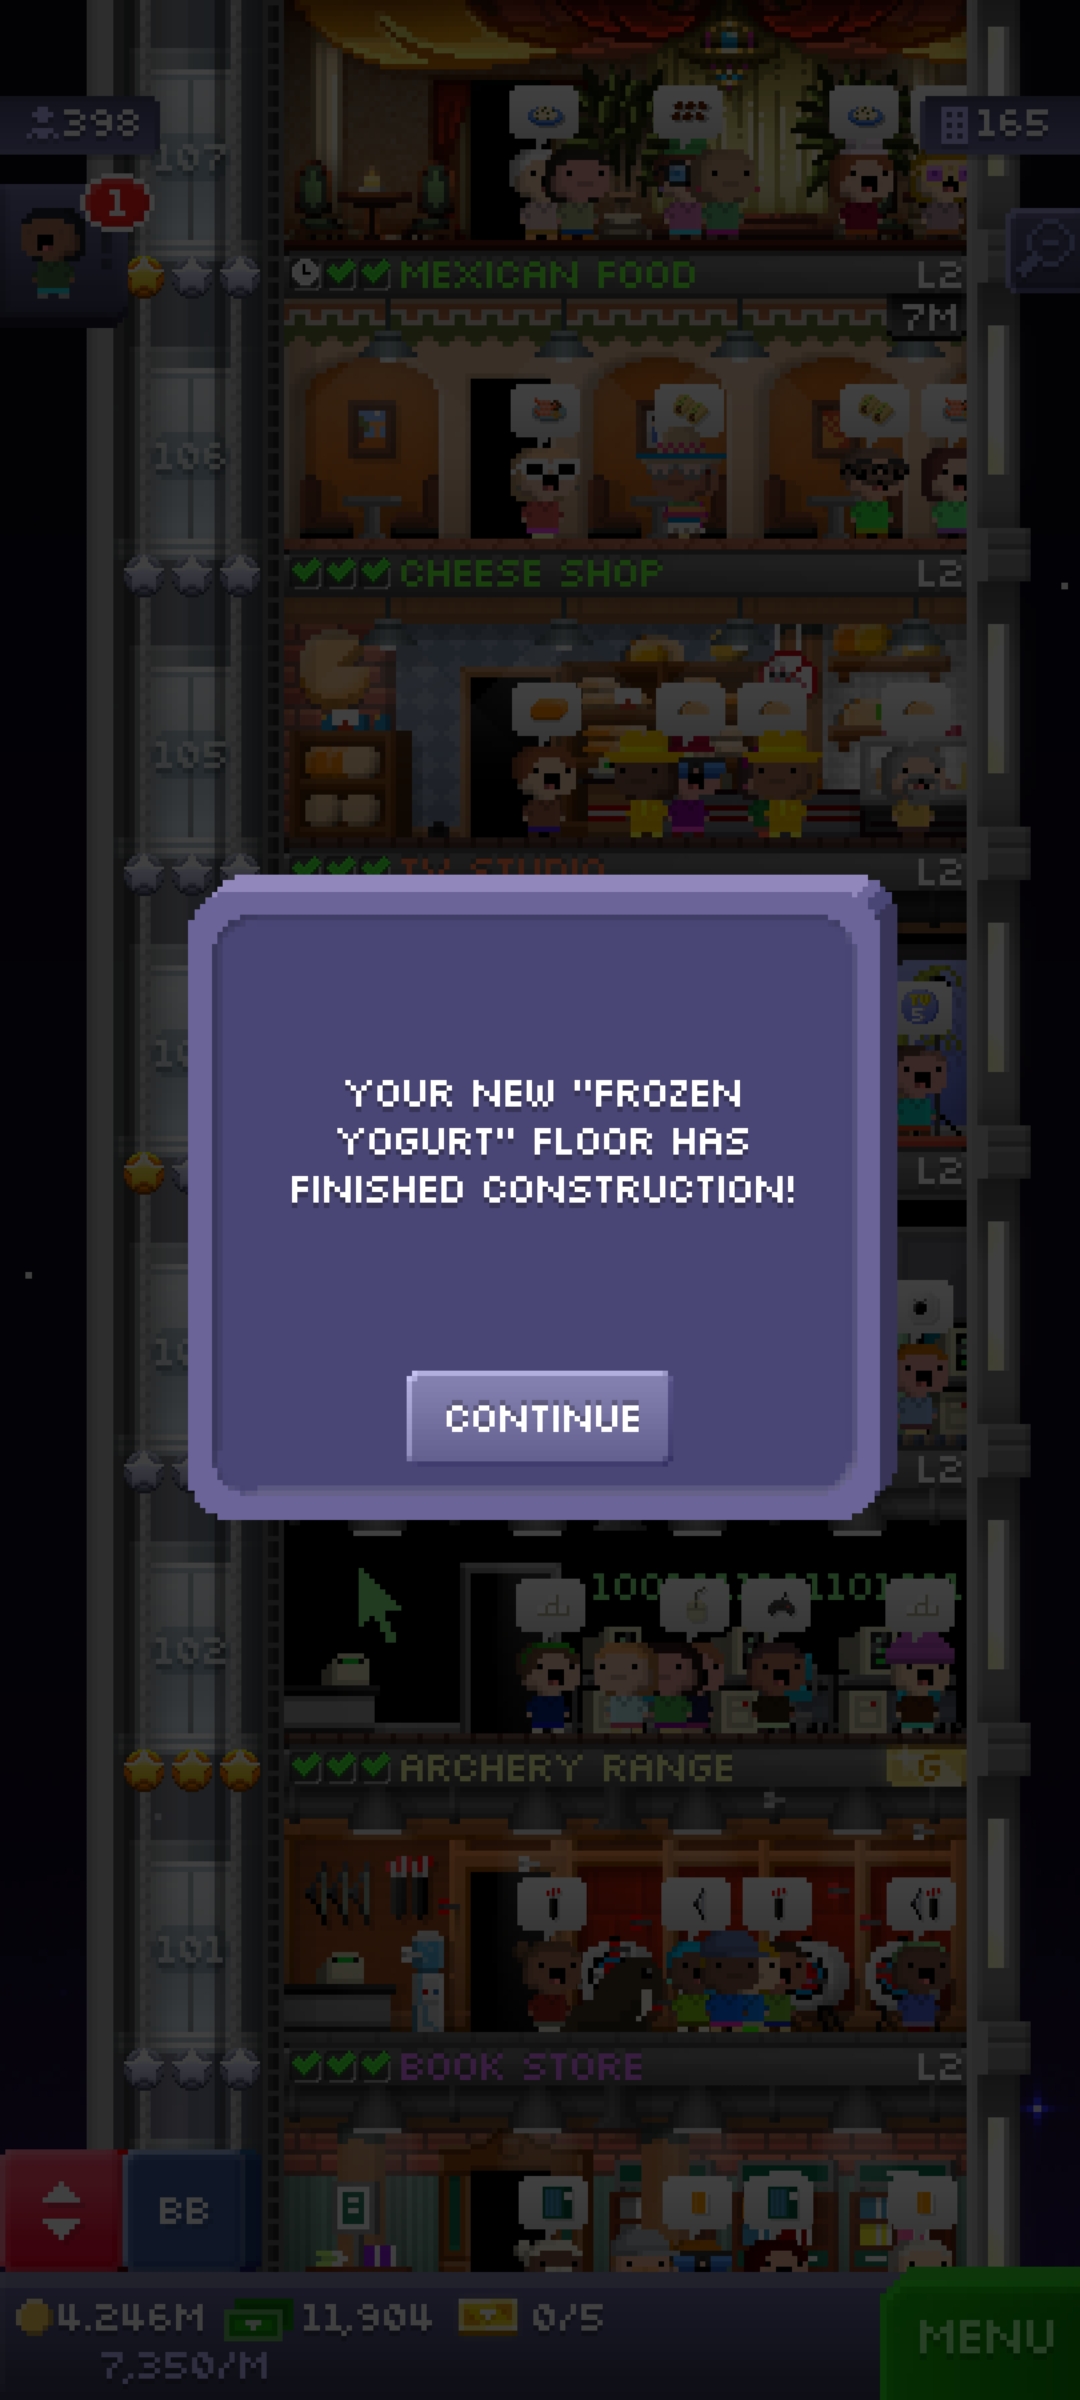 398
165
107
1
MEXICAN FOOD L2
7M
106
CHEESE SHOP L2
105
TV STUDIO L2
TV
5
L2
YOUR NEW "FROZEN
YOGURT" FLOOR HAS
FINISHED CONSTRUCTION!
CONTINUE
L2
102
ARCHERY RANGE G
101
BOOK STORE L2
BB
4.246M 11,904 0/5
7,350/M
MENU